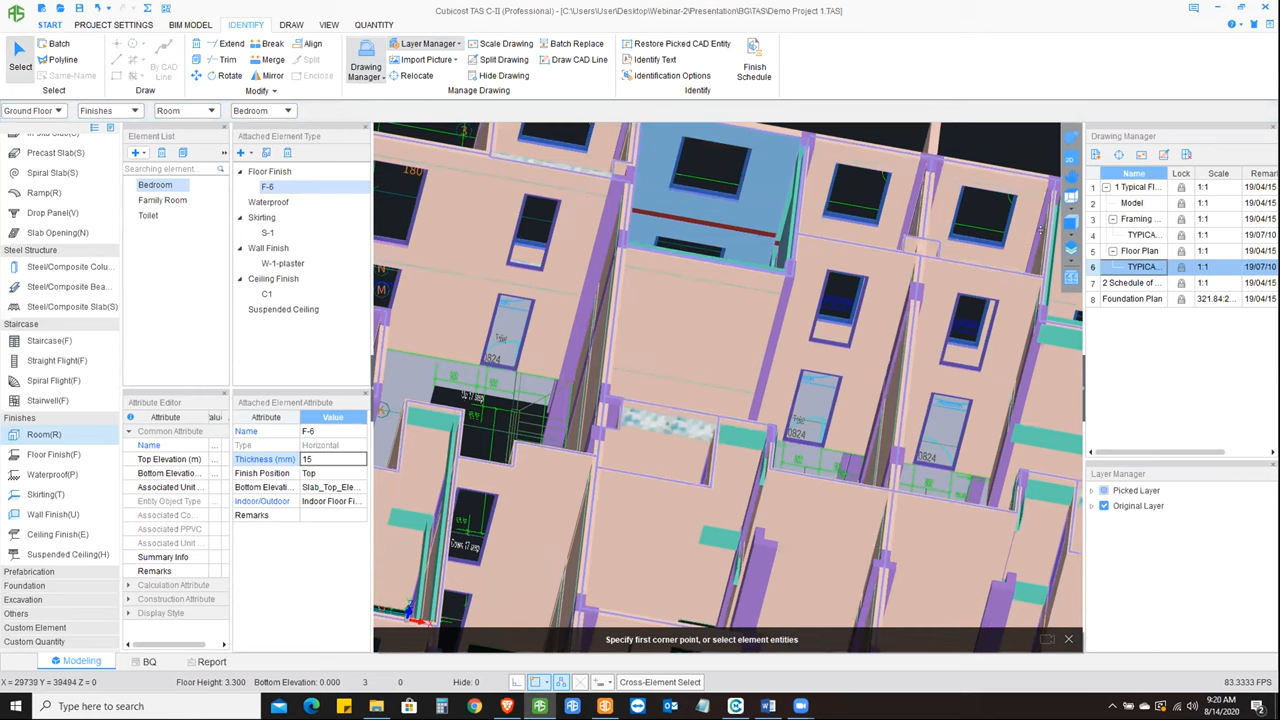 Cubicost TAS C-II (Professional) - [C:\Users\User\Desktop\Webinar-2\Presentation\BG\TAS\Demo Project 1.TAS]
START PROJECT SETTINGS BIM MODEL IDENTIFY DRAW VIEW QUANTITY
Select
Batch
Polyline
Same-Name
Select
By CAD Line
Draw
Extend Break Align
Trim Merge Split
Rotate Mirror Enclose
Modify
Drawing Manager
Layer Manager Scale Drawing Batch Replace
Import Picture Split Drawing Draw CAD Line
Relocate Hide Drawing
Manage Drawing
Restore Picked CAD Entity
Identify Text
Identification Options
Finish Schedule
Identify
Ground Floor Finishes Room Bedroom
Precast Slab(S)
Spiral Slab(S)
Ramp(R)
Drop Panel(V)
Slab Opening(N)
Steel Structure
Steel/Composite Colu...
Steel/Composite Bea...
Steel/Composite Slab(S)
Staircase
Staircase(F)
Straight Flight(F)
Spiral Flight(F)
Stairwell(F)
Finishes
Room(R)
Floor Finish(F)
Waterproof(P)
Skirting(T)
Wall Finish(U)
Ceiling Finish(E)
Suspended Ceiling(H)
Prefabrication
Foundation
Excavation
Others
Custom Element
Custom Quantity
Element List
Searching element...
Bedroom
Family Room
Toilet
Attribute Editor
Attribute Valu
Common Attribute
Name ...
Top Elevation (m) ...
Bottom Elevatio... ...
Associated Unit ...
Entity Object Type ...
Associated Co... ...
Associated PPVC ...
Associated Unit ...
Summary Info ...
Remarks ...
Calculation Attribute
Construction Attribute
Display Style
Attached Element Type
Floor Finish
F-6
Waterproof
Skirting
S-1
Wall Finish
W-1-plaster
Ceiling Finish
C1
Suspended Ceiling
Attached Element Attribute
Attribute Value
Name F-6
Type Horizontal
Thickness (mm) 15
Finish Position Top
Bottom Elevati... Slab_Top_Ele...
Indoor/Outdoor Indoor Floor Fi...
Remarks
180
M
Toilet
0824
0824
0824
Specify first corner point, or select element entities
Drawing Manager
Name Lock Scale Remar
1 1 Typical Fl... 1:1 19/04/15
2 Model 1:1 19/04/15
3 Framing ... 1:1 19/04/15
4 TYPICA... 1:1 19/07/10
5 Floor Plan 1:1 19/04/15
6 TYPICA... 1:1 19/07/10
7 2 Schedule of ... 1:1 19/04/15
8 Foundation Plan 321.84:2... 19/04/15
Layer Manager
Picked Layer
Original Layer
Modeling BQ Report
X = 29739 Y = 39494 Z = 0 Floor Height: 3.300 Bottom Elevation: 0.000 3 0 Hide: 0 Cross-Element Select
Type here to search
9:20 AM
8/14/2020